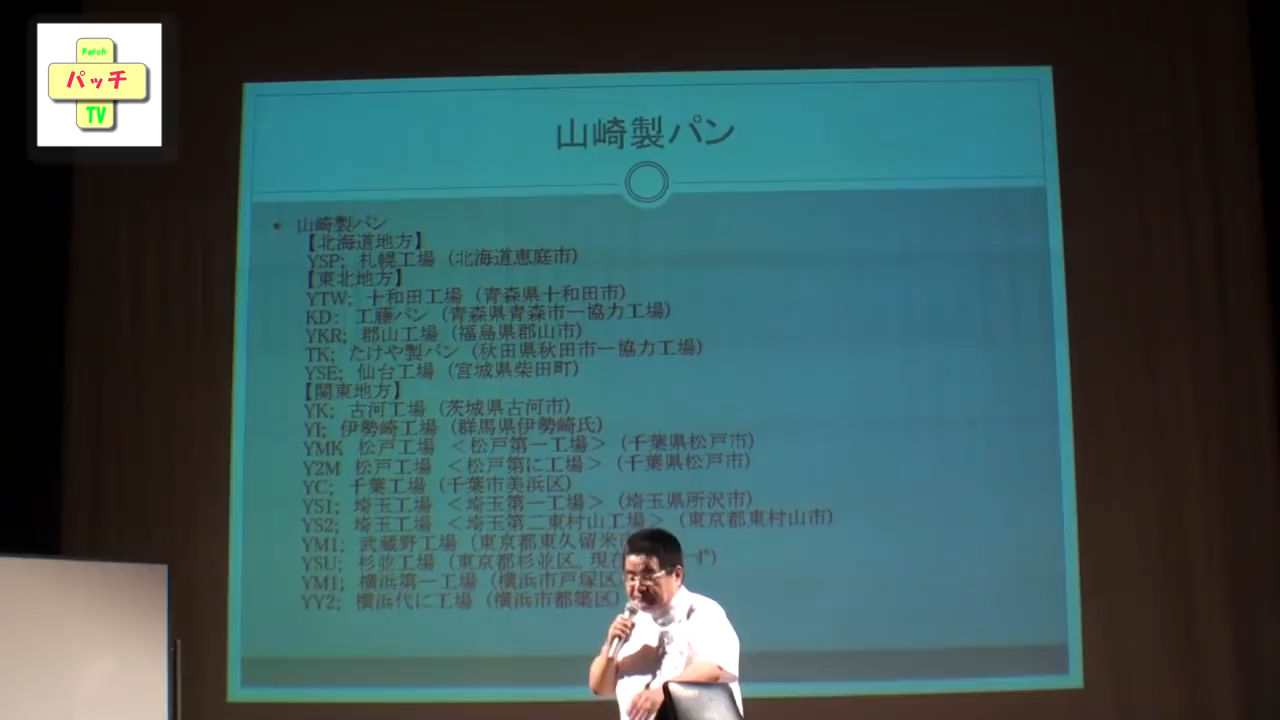 Patch
パッチ
TV
山崎製パン
• 山崎製パン
【北海道地方】
YSP; 札幌工場（北海道恵庭市）
【東北地方】
YTW; 十和田工場（青森県十和田市）
KD: 工藤パン（青森県青森市ー協力工場）
YKR; 郡山工場（福島県郡山市）
TK; たけや製パン（秋田県秋田市ー協力工場）
YSE; 仙台工場（宮城県柴田町）
【関東地方】
YK; 古河工場（茨城県古河市）
YI; 伊勢崎工場（群馬県伊勢崎氏）
YMK 松戸工場 ＜松戸第一工場＞（千葉県松戸市）
Y2M 松戸工場 ＜松戸第に工場＞（千葉県松戸市）
YC; 千葉工場（千葉市美浜区）
YS1; 埼玉工場 ＜埼玉第一工場＞（埼玉県所沢市）
YS2; 埼玉工場 ＜埼玉第二東村山工場＞（東京都東村山市）
YM1; 武蔵野工場（東京都東久留米
YSU; 杉並工場（東京都杉並区 現 ず）
YM1; 横浜第一工場（横浜市戸塚区
YY2; 横浜代に工場（横浜市都築区）